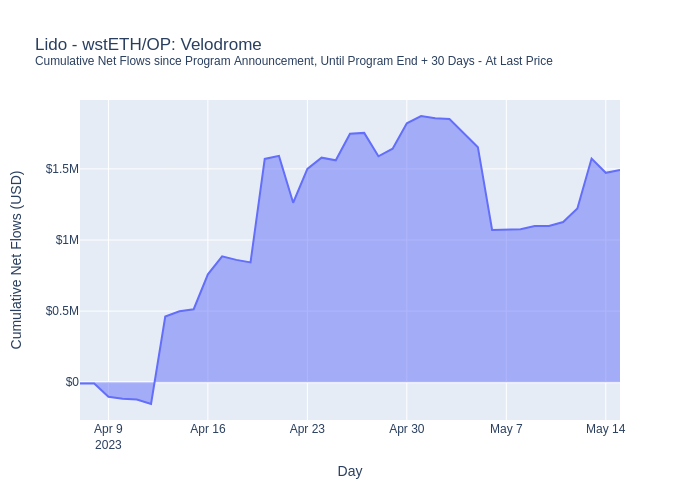 Lido - wstETH/OP: Velodrome
Cumulative Net Flows since Program Announcement, Until Program End + 30 Days - At Last Price
Cumulative Net Flows (USD)
$1.5M
$1M
$0.5M
$0
Apr 9
2023
Apr 16
Apr 23
Apr 30
May 7
May 14
Day